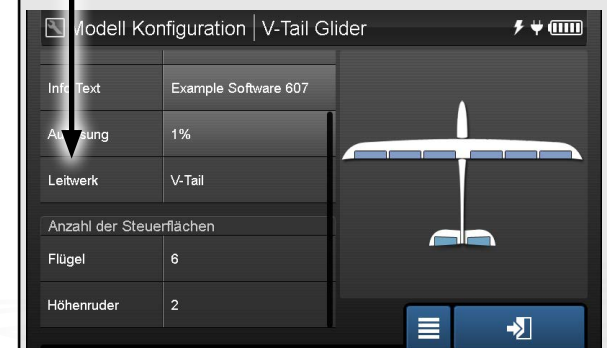 Modell Konfiguration | V-Tail Glider
Info Text Example Software 607
Auflösung 1%
Leitwerk V-Tail
Anzahl der Steuerflächen
Flügel 6
Höhenruder 2